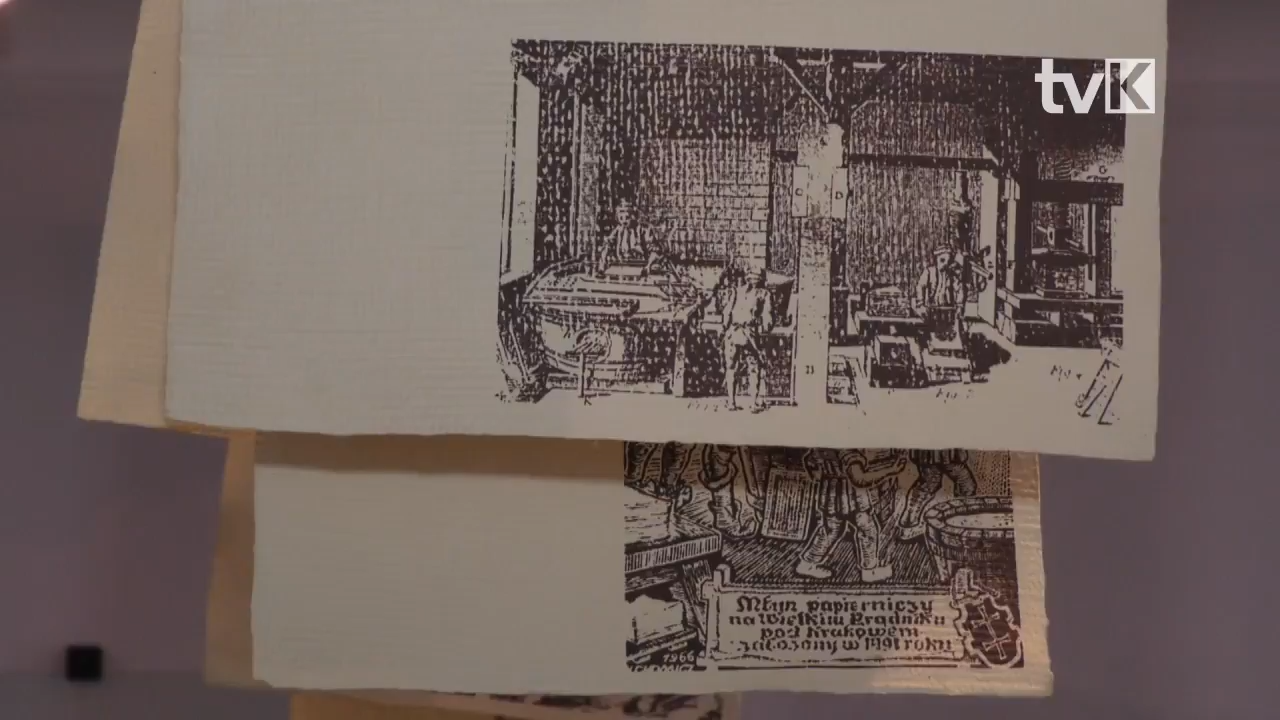 tvK
C D
G
B
K
Młyn papierniczy
na Wielkim Prądniku
pod Krakowem
założony w 1491 roku
1966